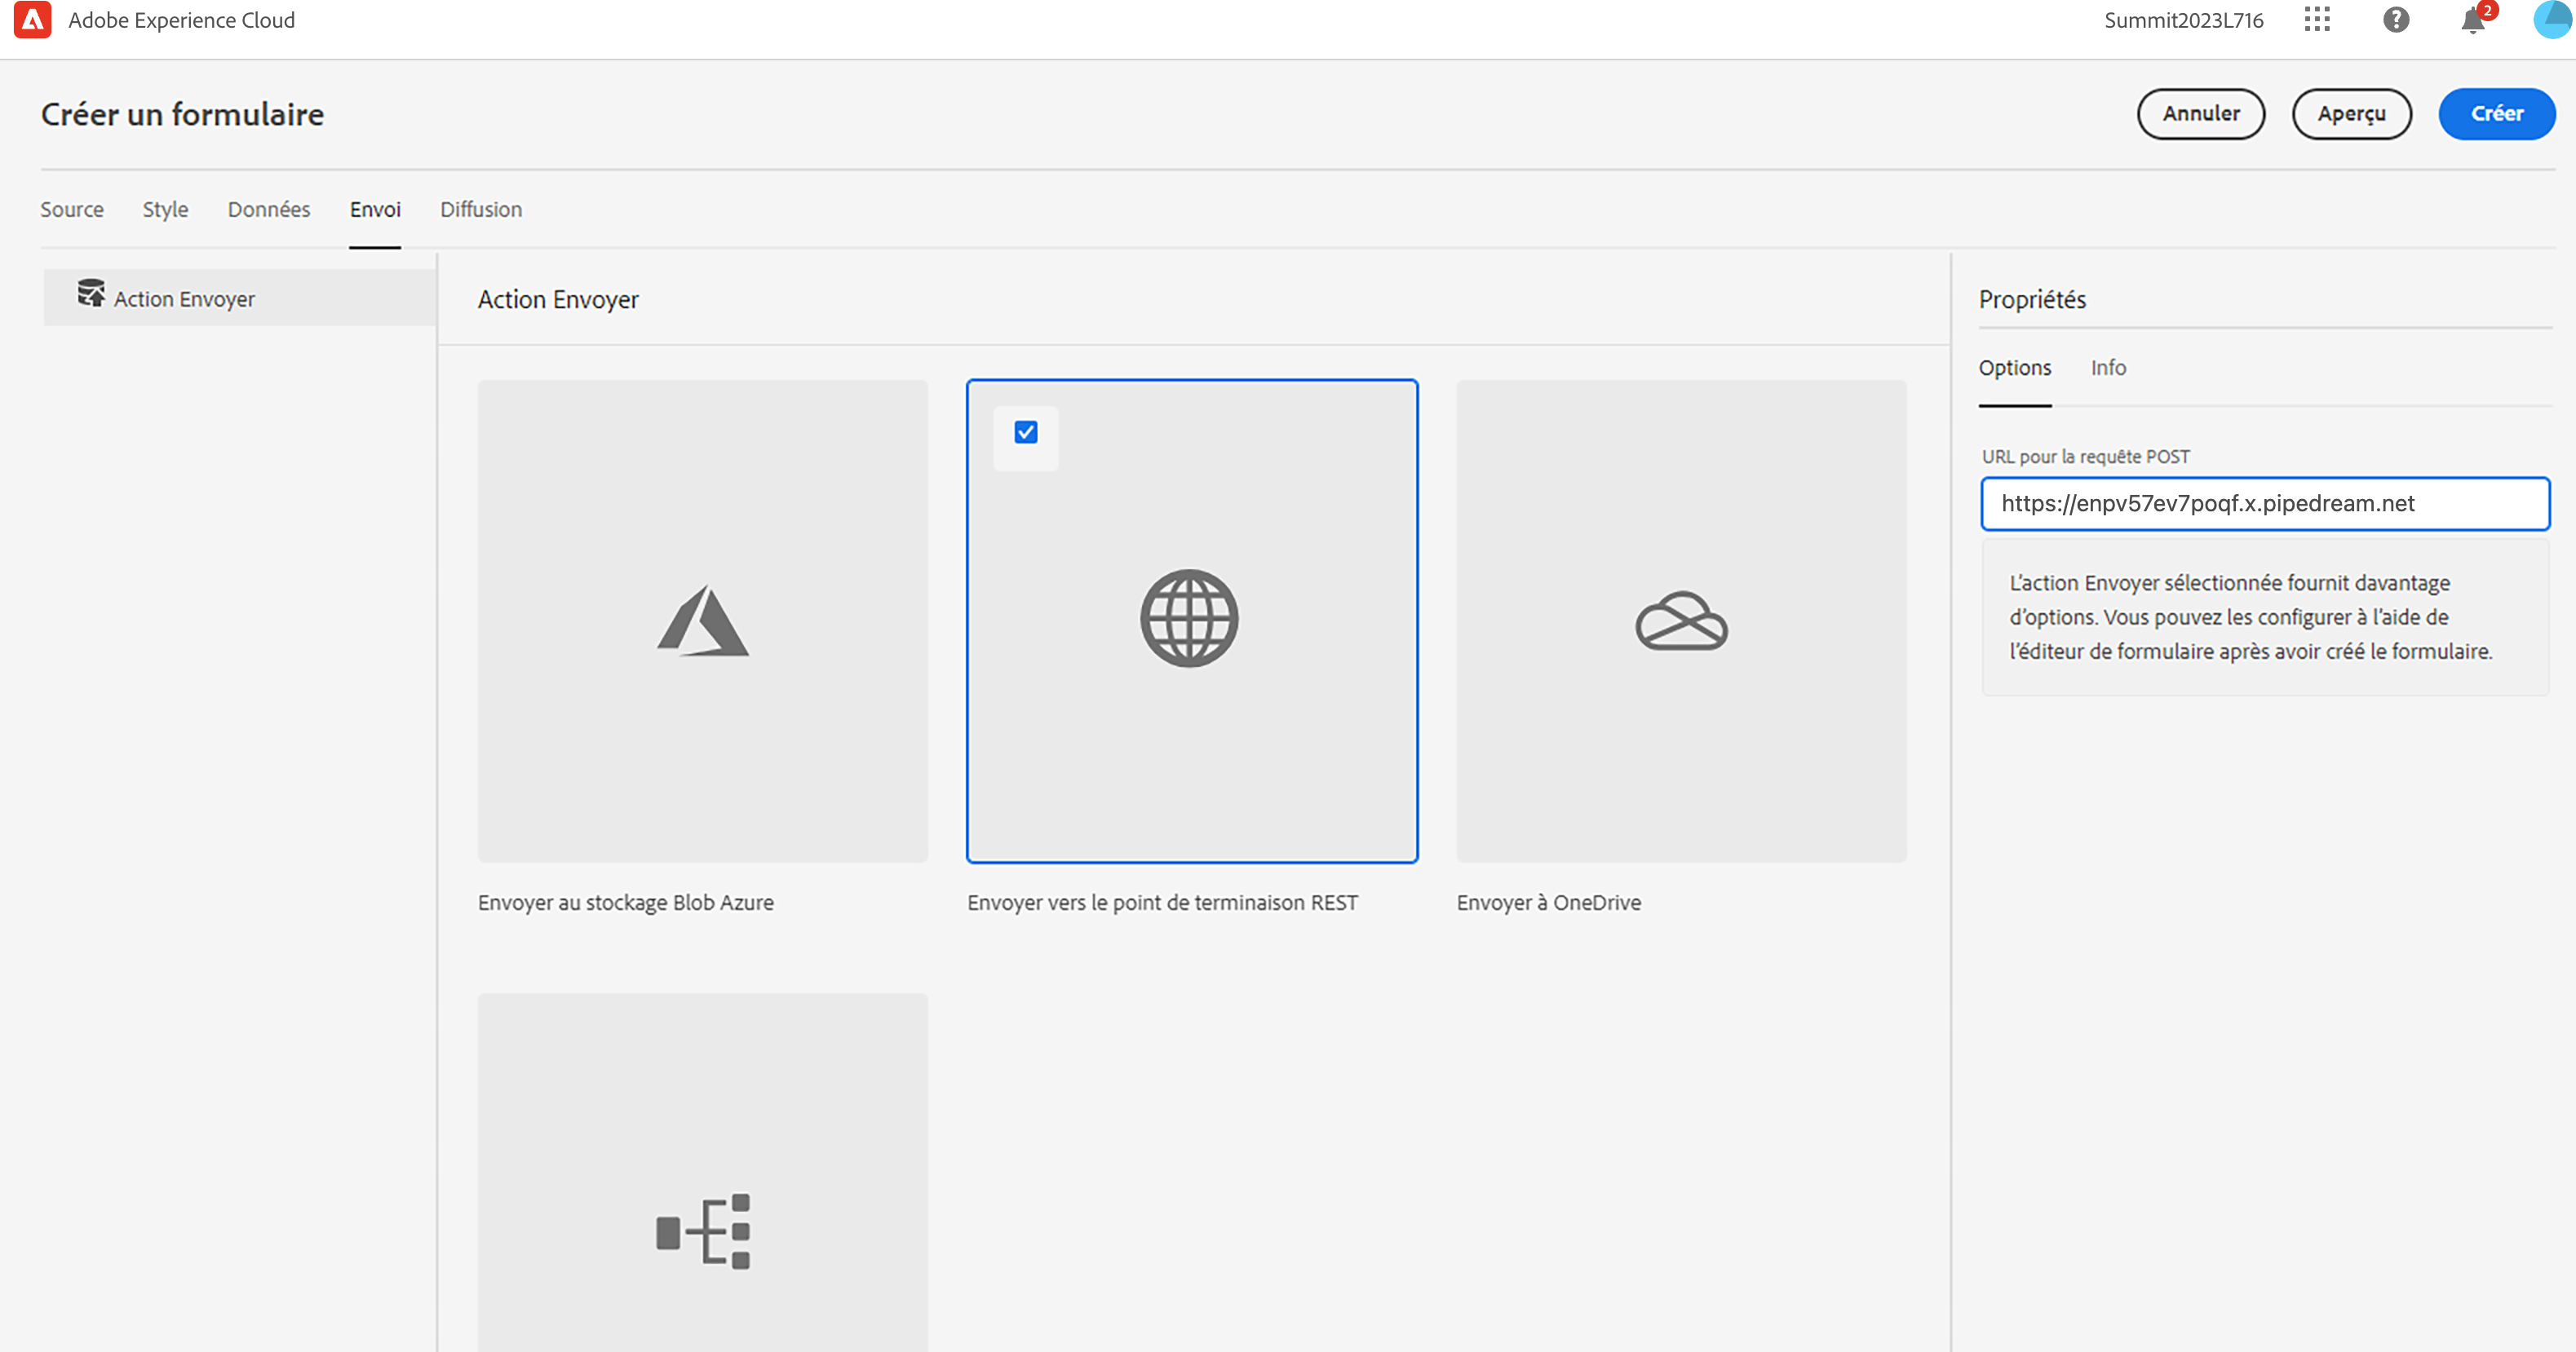 Adobe Experience Cloud
Summit2023L716
2
Créer un formulaire
Annuler
Aperçu
Créer
Source
Style
Données
Envoi
Diffusion
Action Envoyer
Action Envoyer
Envoyer au stockage Blob Azure
Envoyer vers le point de terminaison REST
Envoyer à OneDrive
Propriétés
Options
Info
URL pour la requête POST
https://enpv57ev7poqf.x.pipedream.net
L’action Envoyer sélectionnée fournit davantage
d’options. Vous pouvez les configurer à l’aide de
l’éditeur de formulaire après avoir créé le formulaire.